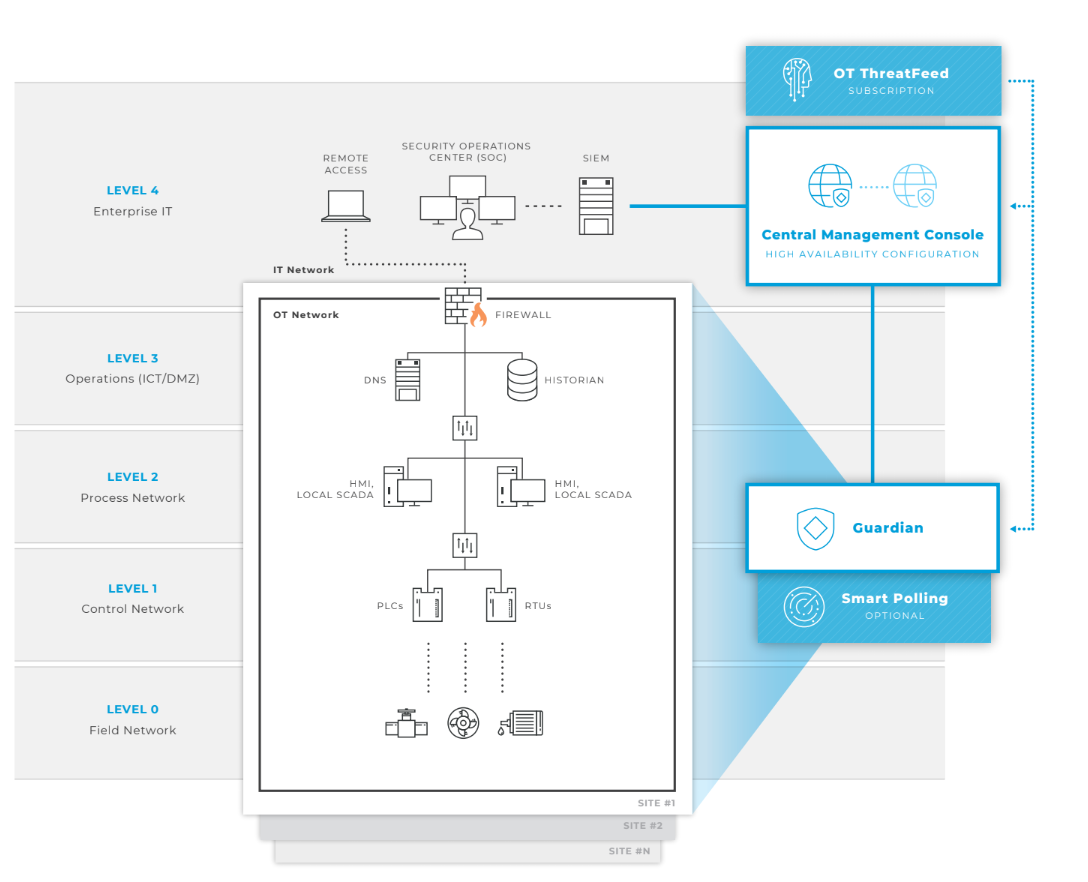 OT ThreatFeed
SUBSCRIPTION
LEVEL 4
Enterprise IT
REMOTE
ACCESS
SECURITY OPERATIONS
CENTER (SOC)
SIEM
Central Management Console
HIGH AVAILABILITY CONFIGURATION
IT Network
OT Network
FIREWALL
LEVEL 3
Operations (ICT/DMZ)
DNS
HISTORIAN
LEVEL 2
Process Network
HMI,
LOCAL SCADA
HMI,
LOCAL SCADA
Guardian
LEVEL 1
Control Network
PLCs
RTUs
Smart Polling
OPTIONAL
LEVEL 0
Field Network
SITE #1
SITE #2
SITE #N